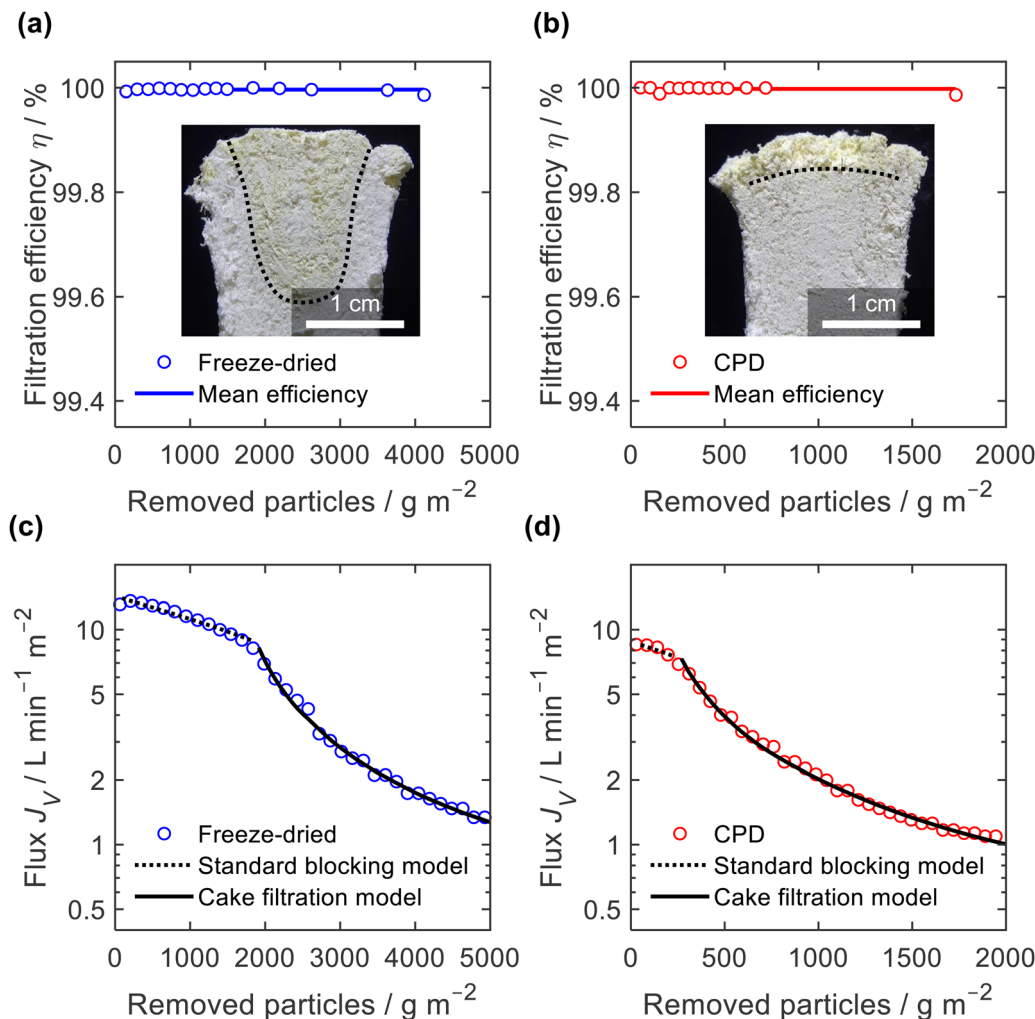 (a)
Filtration efficiency η / %
100
99.8
99.6
99.4
1 cm
Freeze-dried
Mean efficiency
0 1000 2000 3000 4000 5000
Removed particles / g m⁻²
(b)
Filtration efficiency η / %
100
99.8
99.6
99.4
1 cm
CPD
Mean efficiency
0 500 1000 1500 2000
Removed particles / g m⁻²
(c)
Flux J_V / L min⁻¹ m⁻²
10
5
2
1
0.5
Freeze-dried
Standard blocking model
Cake filtration model
0 1000 2000 3000 4000 5000
Removed particles / g m⁻²
(d)
Flux J_V / L min⁻¹ m⁻²
10
5
2
1
0.5
CPD
Standard blocking model
Cake filtration model
0 500 1000 1500 2000
Removed particles / g m⁻²